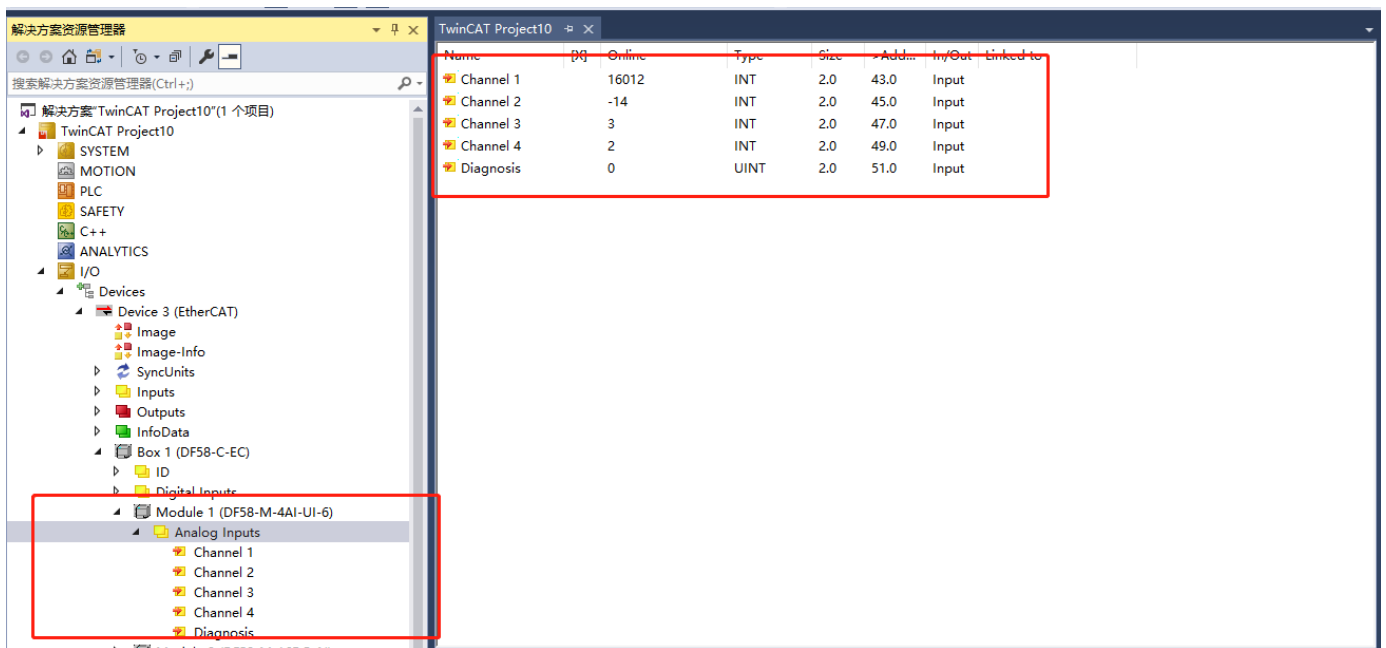 解决方案资源管理器
搜索解决方案资源管理器(Ctrl+;)
解决方案"TwinCAT Project10"(1 个项目)
TwinCAT Project10
SYSTEM
MOTION
PLC
SAFETY
C++
ANALYTICS
I/O
Devices
Device 3 (EtherCAT)
Image
Image-Info
SyncUnits
Inputs
Outputs
InfoData
Box 1 (DF58-C-EC)
ID
Digital Inputs
Module 1 (DF58-M-4AI-UI-6)
Analog Inputs
Channel 1
Channel 2
Channel 3
Channel 4
Diagnosis
TwinCAT Project10
Name [X] Online Type Size >Add... In/Out Linked to
Channel 1 16012 INT 2.0 43.0 Input
Channel 2 -14 INT 2.0 45.0 Input
Channel 3 3 INT 2.0 47.0 Input
Channel 4 2 INT 2.0 49.0 Input
Diagnosis 0 UINT 2.0 51.0 Input